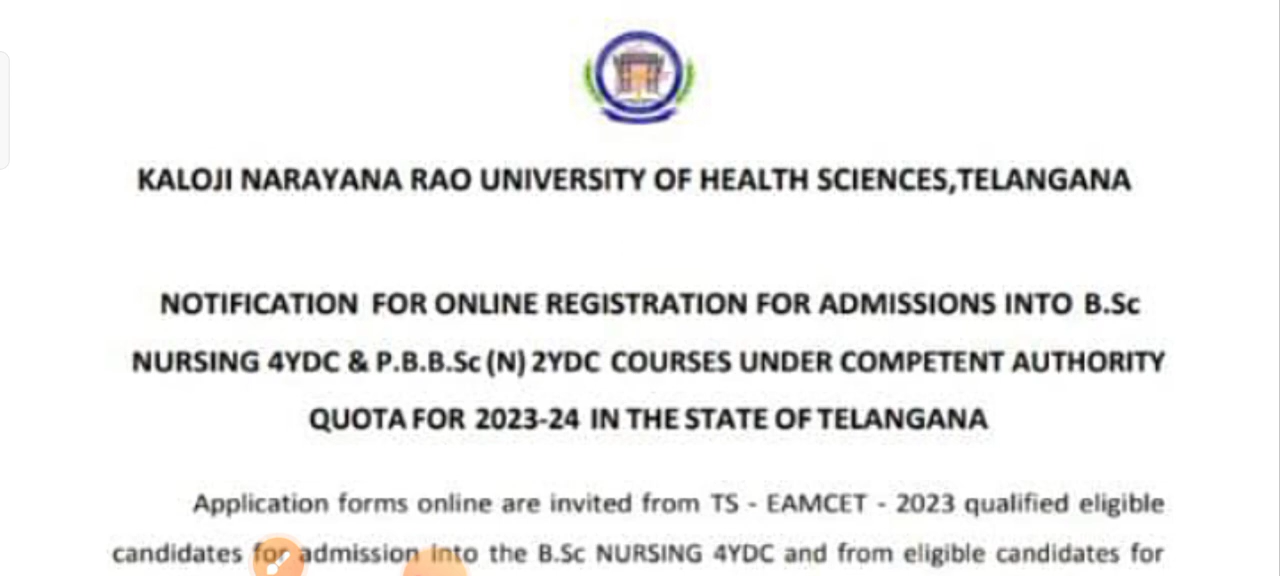 KALOJI NARAYANA RAO UNIVERSITY OF HEALTH SCIENCES,TELANGANA
NOTIFICATION FOR ONLINE REGISTRATION FOR ADMISSIONS INTO B.Sc
NURSING 4YDC & P.B.B.Sc (N) 2YDC COURSES UNDER COMPETENT AUTHORITY
QUOTA FOR 2023-24 IN THE STATE OF TELANGANA
Application forms online are invited from TS - EAMCET - 2023 qualified eligible
candidates for admission into the B.Sc NURSING 4YDC and from eligible candidates for